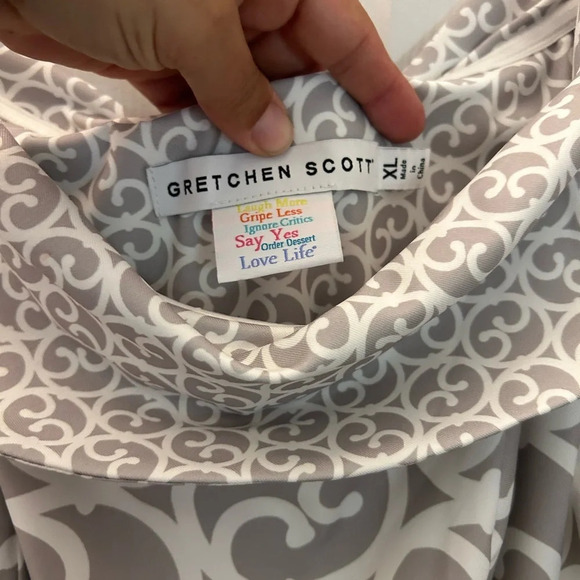 GRETCHEN SCOTT
XL
Made
in
China
Laugh More
Gripe Less
Ignore Critics
Say Yes
Order Dessert
Love Life®